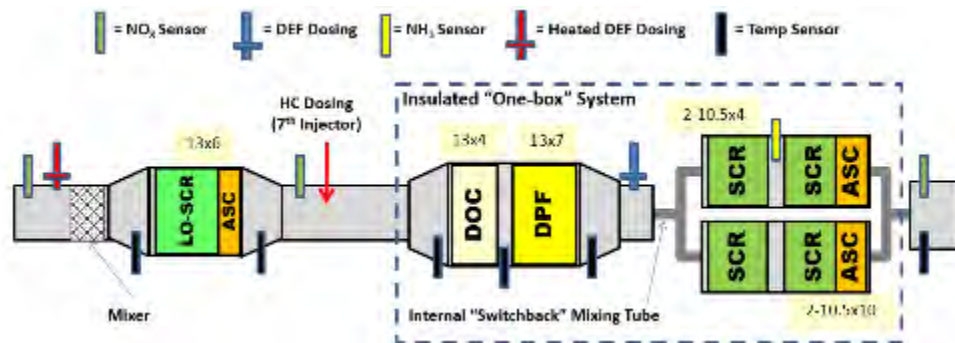 = NOX Sensor
= DEF Dosing
= NH3 Sensor
= Heated DEF Dosing
= Temp Sensor
HC Dosing
(7th Injector)
Insulated "One-box" System
13x6
13x4
13x7
2-10.5x4
LO-SCR
ASC
DOC
DPF
SCR
SCR
ASC
SCR
SCR
ASC
Mixer
Internal "Switchback" Mixing Tube
2-10.5x10